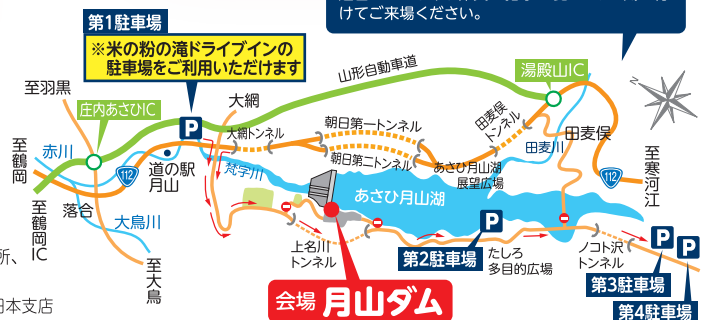 けてご来場ください。
第1駐車場
※米の粉の滝ドライブインの
駐車場をご利用いただけます
山形自動車道
湯殿山IC
至羽黒
庄内あさひIC
P
大網
大網トンネル
朝日第一トンネル
朝日第二トンネル
田麦俣
トンネル
田麦俣
田麦川
至鶴岡
赤川
112
道の駅
月山
梵字川
あさひ月山湖
展望広場
あさひ月山湖
112
至寒河江
至鶴岡IC
落合
大鳥川
至大鳥
上名川
トンネル
P
第2駐車場
たしろ
多目的広場
ノコト沢
トンネル
P
第3駐車場
P
第4駐車場
会場 月山ダム
所、
日本支店